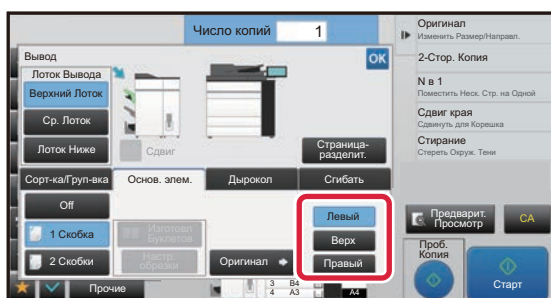 Число копий
1
Вывод
OK
Лоток Вывода
Верхний Лоток
Ср. Лоток
Лоток Ниже
Сдвиг
Страница-
разделит.
Сорт-ка/Груп-вка
Основ. элем.
Дырокол
Сгибать
Off
1 Скобка
2 Скобки
Изготовл
Буклетов
Настр.
обрезки
Оригинал
Левый
Верх
Правый
Прочие
3 B4
4 A3
A4
Оригинал
Изменить Размер/Направл.
2-Стор. Копия
N в 1
Поместить Неск. Стр. на Одной
Сдвиг края
Сдвинуть для Корешка
Стирание
Стереть Окруж. Тени
Предварит.
Просмотр
CA
Проб.
Копия
Старт